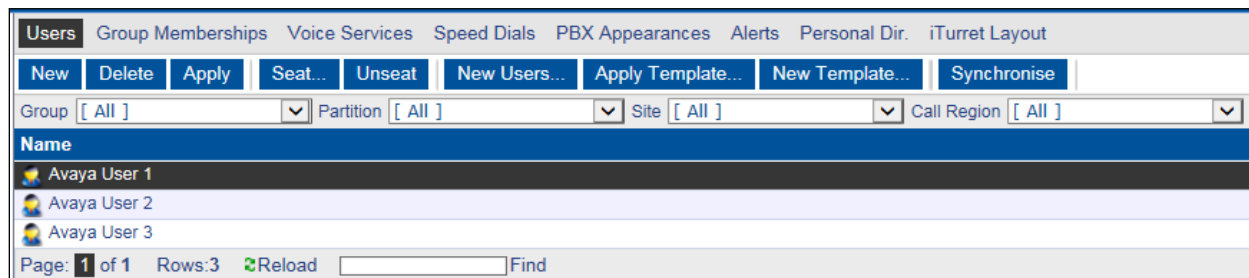 Users Group Memberships Voice Services Speed Dials PBX Appearances Alerts Personal Dir. iTurret Layout
New Delete Apply Seat... Unseat New Users... Apply Template... New Template... Synchronise
Group [ All ] Partition [ All ] Site [ All ] Call Region [ All ]
Name
Avaya User 1
Avaya User 2
Avaya User 3
Page: 1 of 1 Rows:3 Reload Find